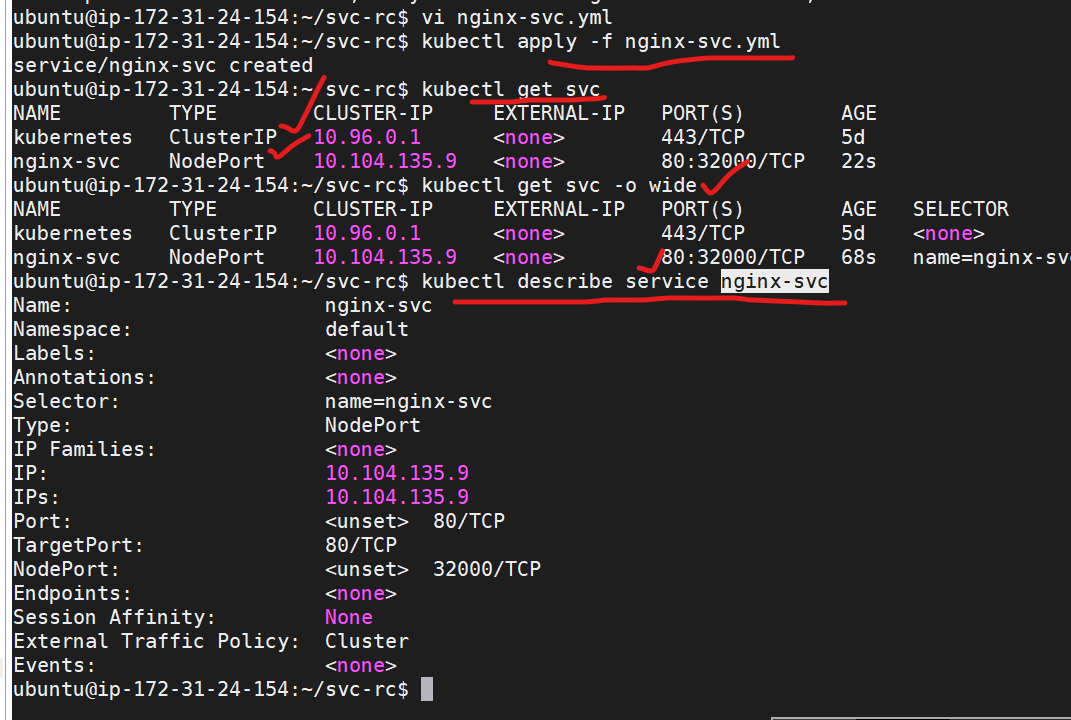 ubuntu@ip-172-31-24-154:~/svc-rc$ vi nginx-svc.yml
ubuntu@ip-172-31-24-154:~/svc-rc$ kubectl apply -f nginx-svc.yml
service/nginx-svc created
ubuntu@ip-172-31-24-154:~/svc-rc$ kubectl get svc
NAME TYPE CLUSTER-IP EXTERNAL-IP PORT(S) AGE
kubernetes ClusterIP 10.96.0.1 <none> 443/TCP 5d
nginx-svc NodePort 10.104.135.9 <none> 80:32000/TCP 22s
ubuntu@ip-172-31-24-154:~/svc-rc$ kubectl get svc -o wide
NAME TYPE CLUSTER-IP EXTERNAL-IP PORT(S) AGE SELECTOR
kubernetes ClusterIP 10.96.0.1 <none> 443/TCP 5d <none>
nginx-svc NodePort 10.104.135.9 <none> 80:32000/TCP 68s name=nginx-sv
ubuntu@ip-172-31-24-154:~/svc-rc$ kubectl describe service nginx-svc
Name: nginx-svc
Namespace: default
Labels: <none>
Annotations: <none>
Selector: name=nginx-svc
Type: NodePort
IP Families: <none>
IP: 10.104.135.9
IPs: 10.104.135.9
Port: <unset> 80/TCP
TargetPort: 80/TCP
NodePort: <unset> 32000/TCP
Endpoints: <none>
Session Affinity: None
External Traffic Policy: Cluster
Events: <none>
ubuntu@ip-172-31-24-154:~/svc-rc$